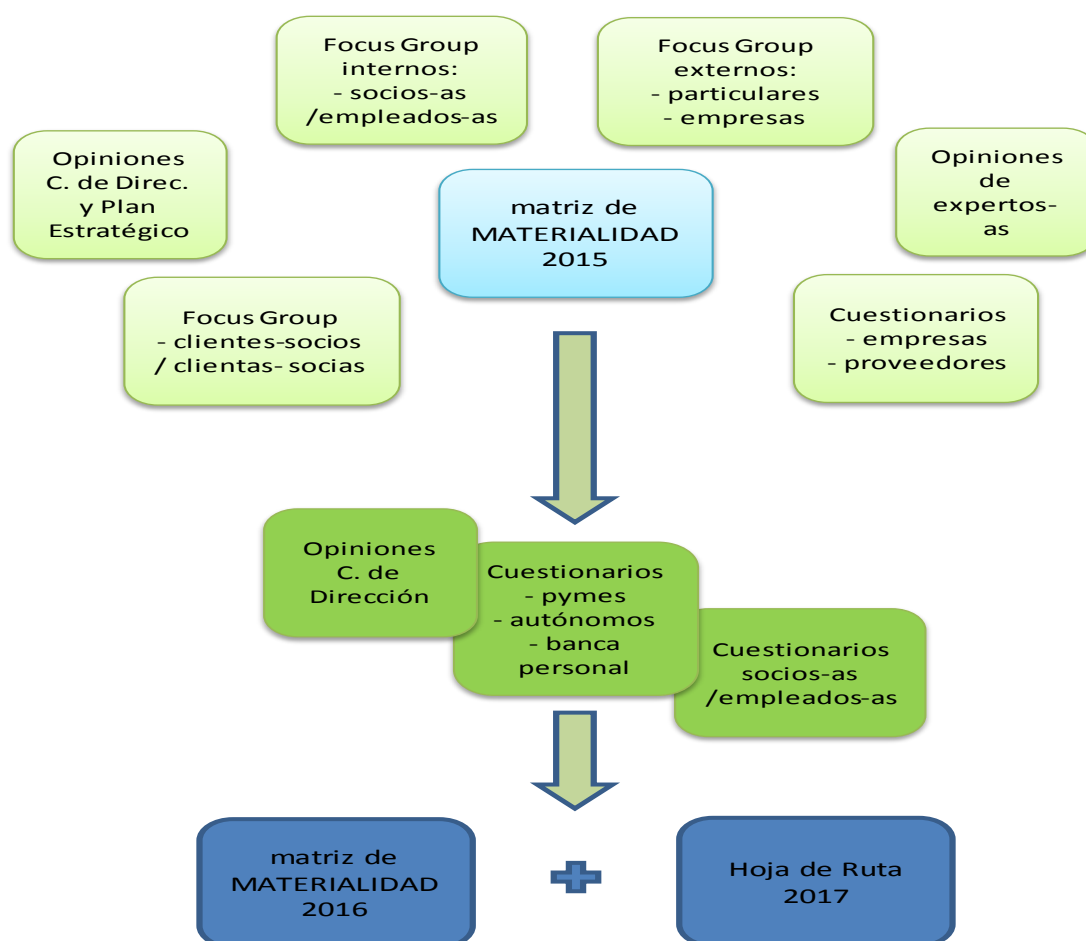 Focus Group
internos:
- socios-as
/empleados-as
Focus Group
externos:
- particulares
- empresas
Opiniones
C. de Direc.
y Plan
Estratégico
matriz de
MATERIALIDAD
2015
Opiniones
de
expertos-
as
Focus Group
- clientes-socios
/ clientas- socias
Cuestionarios
- empresas
- proveedores
Opiniones
C. de
Dirección
Cuestionarios
- pymes
- autónomos
- banca
personal
Cuestionarios
socios-as
/empleados-as
matriz de
MATERIALIDAD
2016
Hoja de Ruta
2017